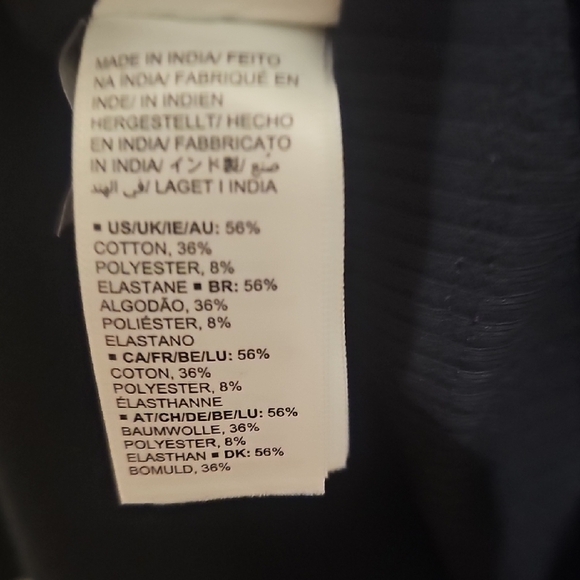 MADE IN INDIA/ FEITO
NA INDIA/ FABRIQUÉ EN
INDE/ IN INDIEN
HERGESTELLT/ HECHO
EN INDIA/ FABBRICATO
IN INDIA/ インド製/ صنع
في الهند/ LAGET I INDIA
▪ US/UK/IE/AU: 56%
COTTON, 36%
POLYESTER, 8%
ELASTANE ▪ BR: 56%
ALGODÃO, 36%
POLIÉSTER, 8%
ELASTANO
▪ CA/FR/BE/LU: 56%
COTON, 36%
POLYESTER, 8%
ÉLASTHANNE
▪ AT/CH/DE/BE/LU: 56%
BAUMWOLLE, 36%
POLYESTER, 8%
ELASTHAN ▪ DK: 56%
BOMULD, 36%